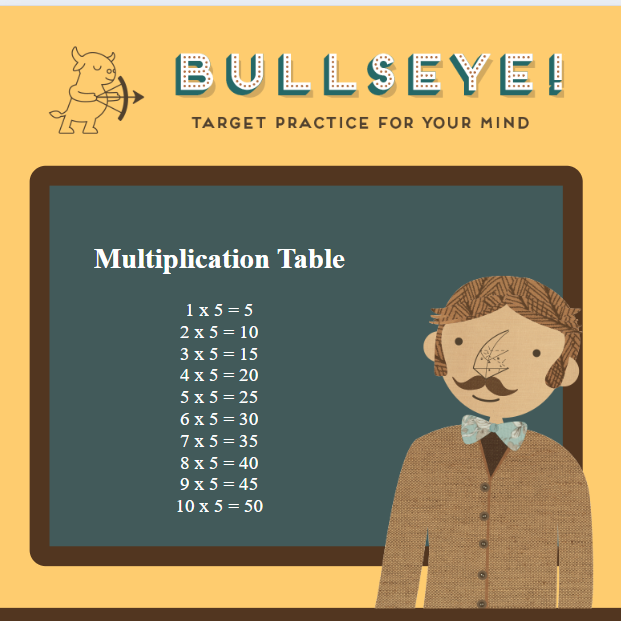 BULLSEYE!
TARGET PRACTICE FOR YOUR MIND
Multiplication Table
1 x 5 = 5
2 x 5 = 10
3 x 5 = 15
4 x 5 = 20
5 x 5 = 25
6 x 5 = 30
7 x 5 = 35
8 x 5 = 40
9 x 5 = 45
10 x 5 = 50